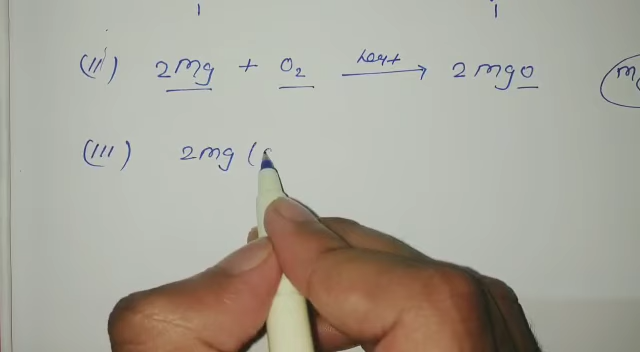 (II) 2Mg + O₂ heat→ 2MgO
(III) 2Mg (